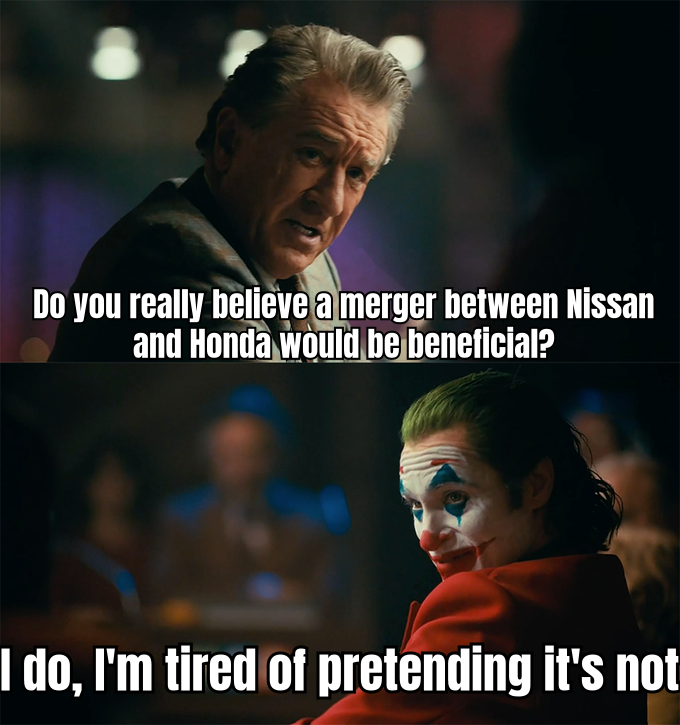 Do you really believe a merger between Nissan
and Honda would be beneficial?
I do, I'm tired of pretending it's not